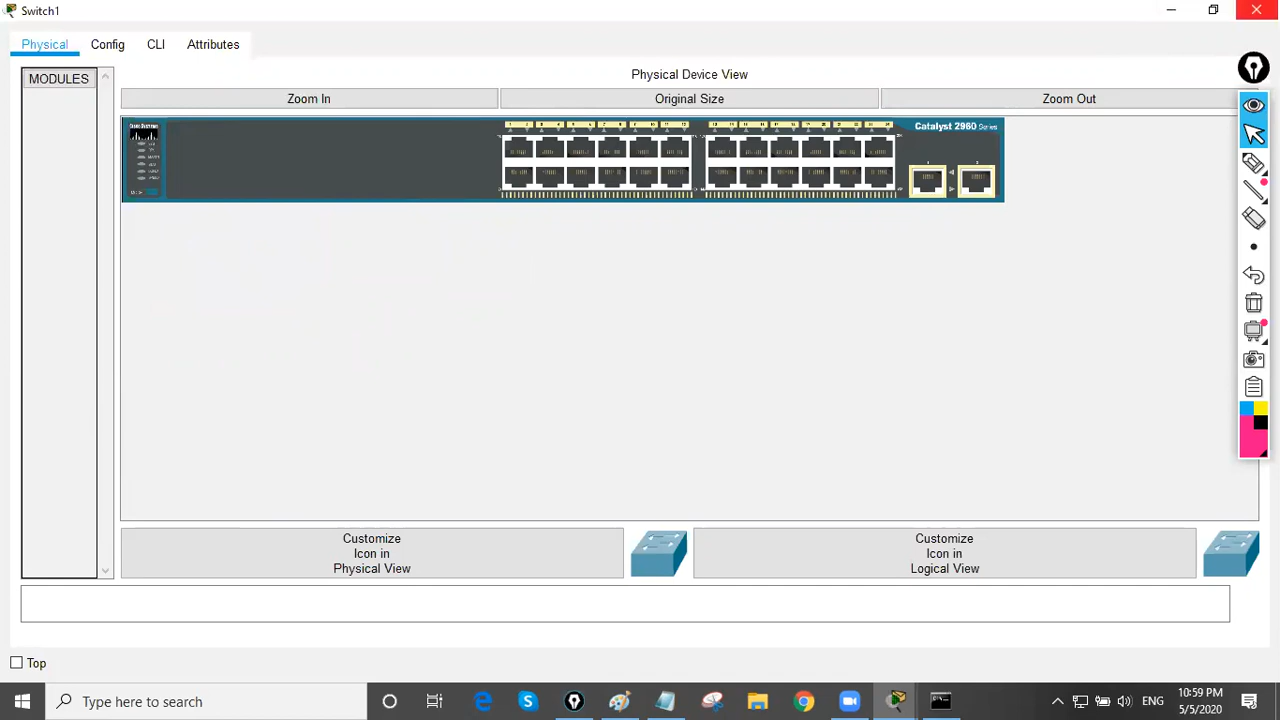 Switch1
Physical
Config
CLI
Attributes
MODULES
Physical Device View
Zoom In
Original Size
Zoom Out
Catalyst 2960 Series
Customize
Icon in
Physical View
Customize
Icon in
Logical View
Top
Type here to search
ENG
10:59 PM
5/5/2020